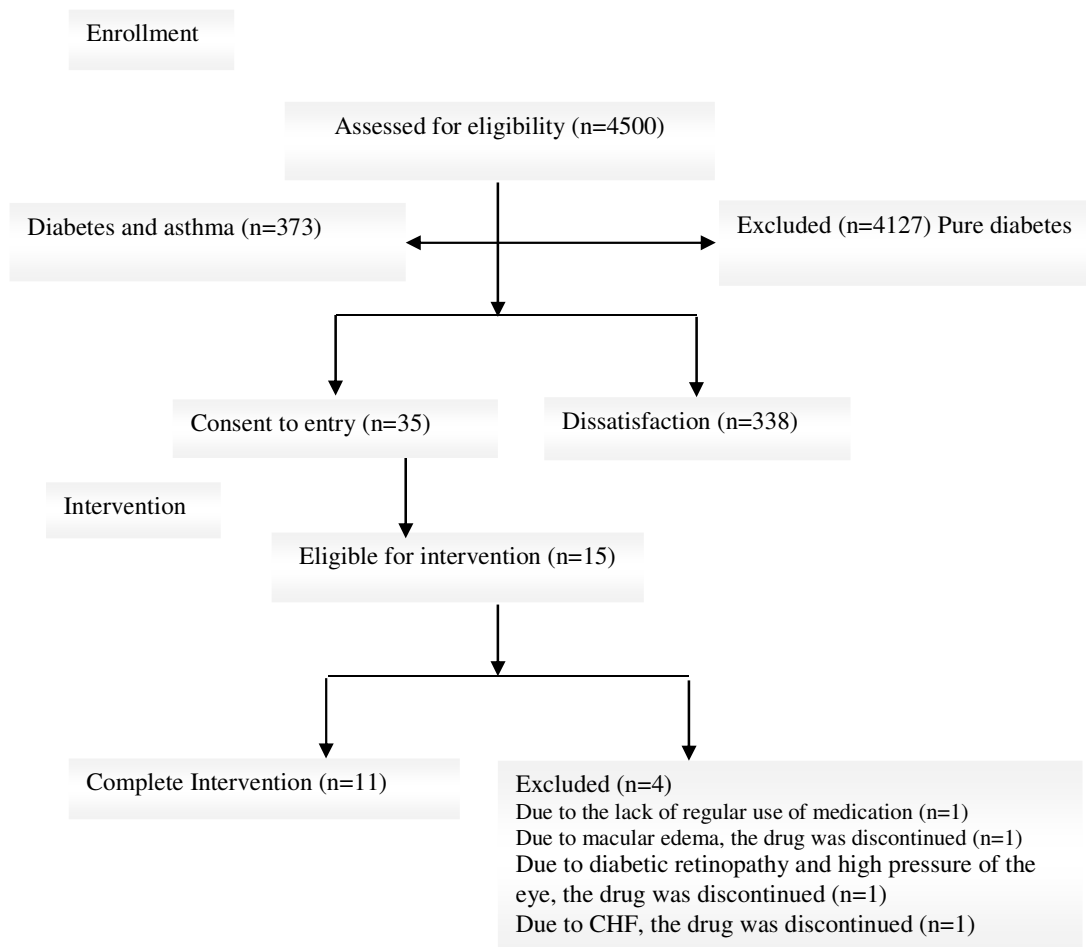 Enrollment
Assessed for eligibility (n=4500)
Diabetes and asthma (n=373)
Excluded (n=4127) Pure diabetes
Consent to entry (n=35)
Dissatisfaction (n=338)
Intervention
Eligible for intervention (n=15)
Complete Intervention (n=11)
Excluded (n=4)
Due to the lack of regular use of medication (n=1)
Due to macular edema, the drug was discontinued (n=1)
Due to diabetic retinopathy and high pressure of the
eye, the drug was discontinued (n=1)
Due to CHF, the drug was discontinued (n=1)